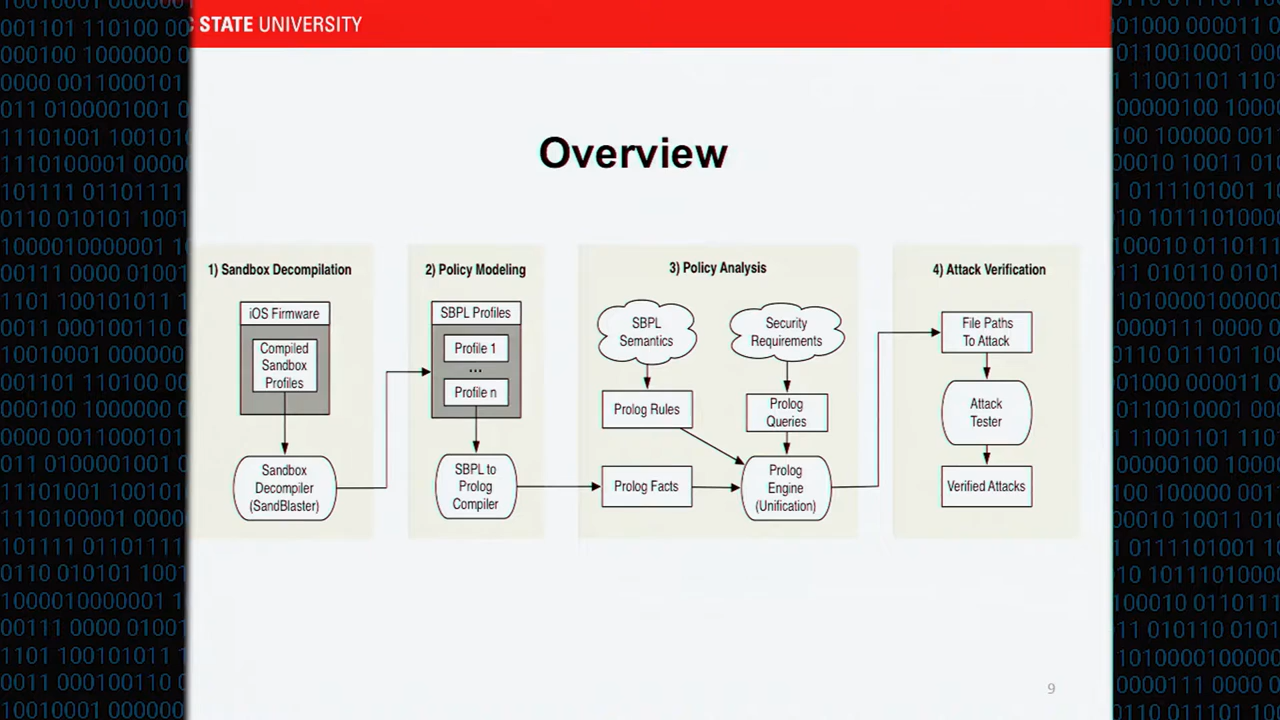 STATE UNIVERSITY
Overview
1) Sandbox Decompilation
iOS Firmware
Compiled
Sandbox
Profiles
Sandbox
Decompiler
(SandBlaster)
2) Policy Modeling
SBPL Profiles
Profile 1
...
Profile n
SBPL to
Prolog
Compiler
3) Policy Analysis
SBPL
Semantics
Security
Requirements
Prolog Rules
Prolog
Queries
Prolog Facts
Prolog
Engine
(Unification)
4) Attack Verification
File Paths
To Attack
Attack
Tester
Verified Attacks
9